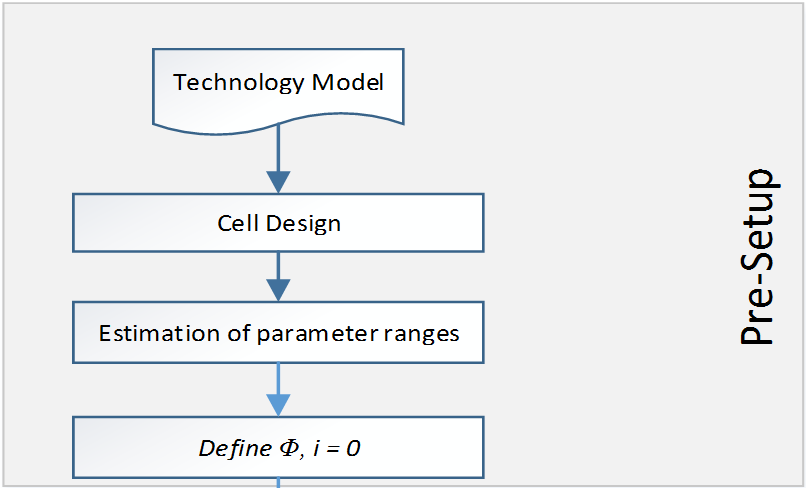 Technology Model
Cell Design
Estimation of parameter ranges
Define Φ, i = 0
Pre-Setup